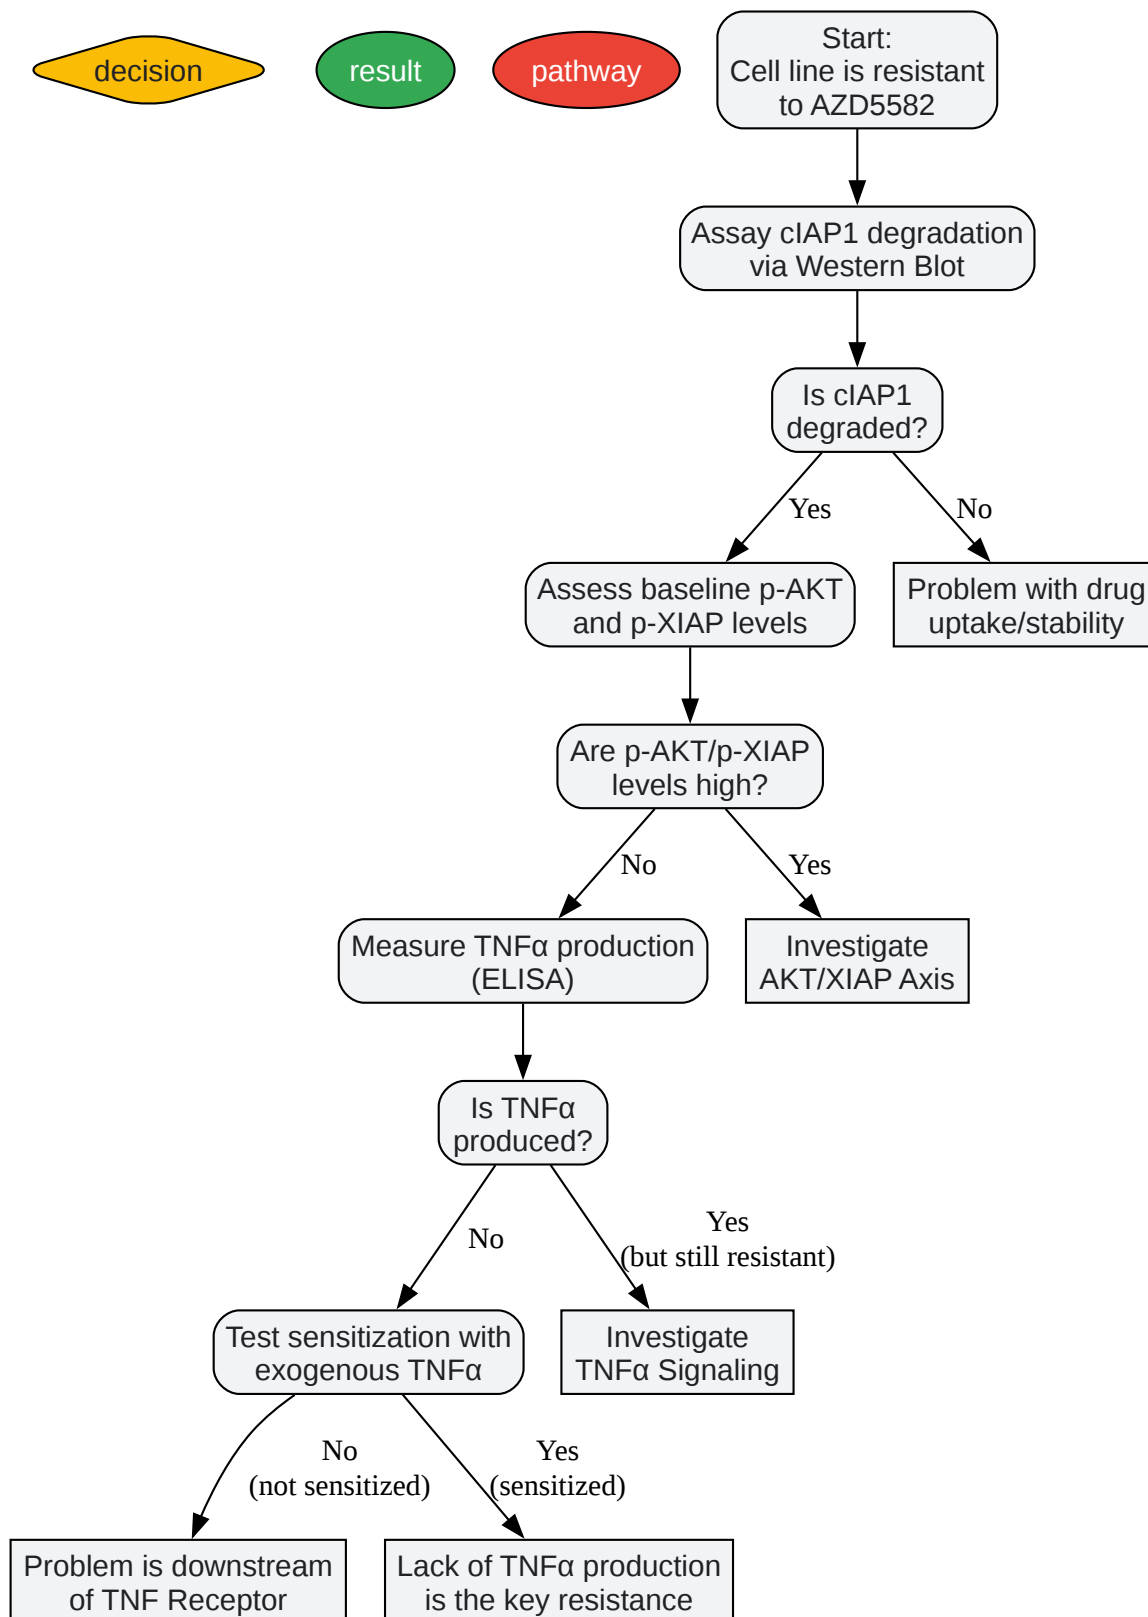 decision
result
pathway
Start:
Cell line is resistant
to AZD5582
Assay cIAP1 degradation
via Western Blot
Is cIAP1
degraded?
Yes
No
Assess baseline p-AKT
and p-XIAP levels
Problem with drug
uptake/stability
Are p-AKT/p-XIAP
levels high?
No
Yes
Measure TNFα production
(ELISA)
Investigate
AKT/XIAP Axis
Is TNFα
produced?
No
Yes
(but still resistant)
Test sensitization with
exogenous TNFα
Investigate
TNFα Signaling
No
(not sensitized)
Yes
(sensitized)
Problem is downstream
of TNF Receptor
Lack of TNFα production
is the key resistance